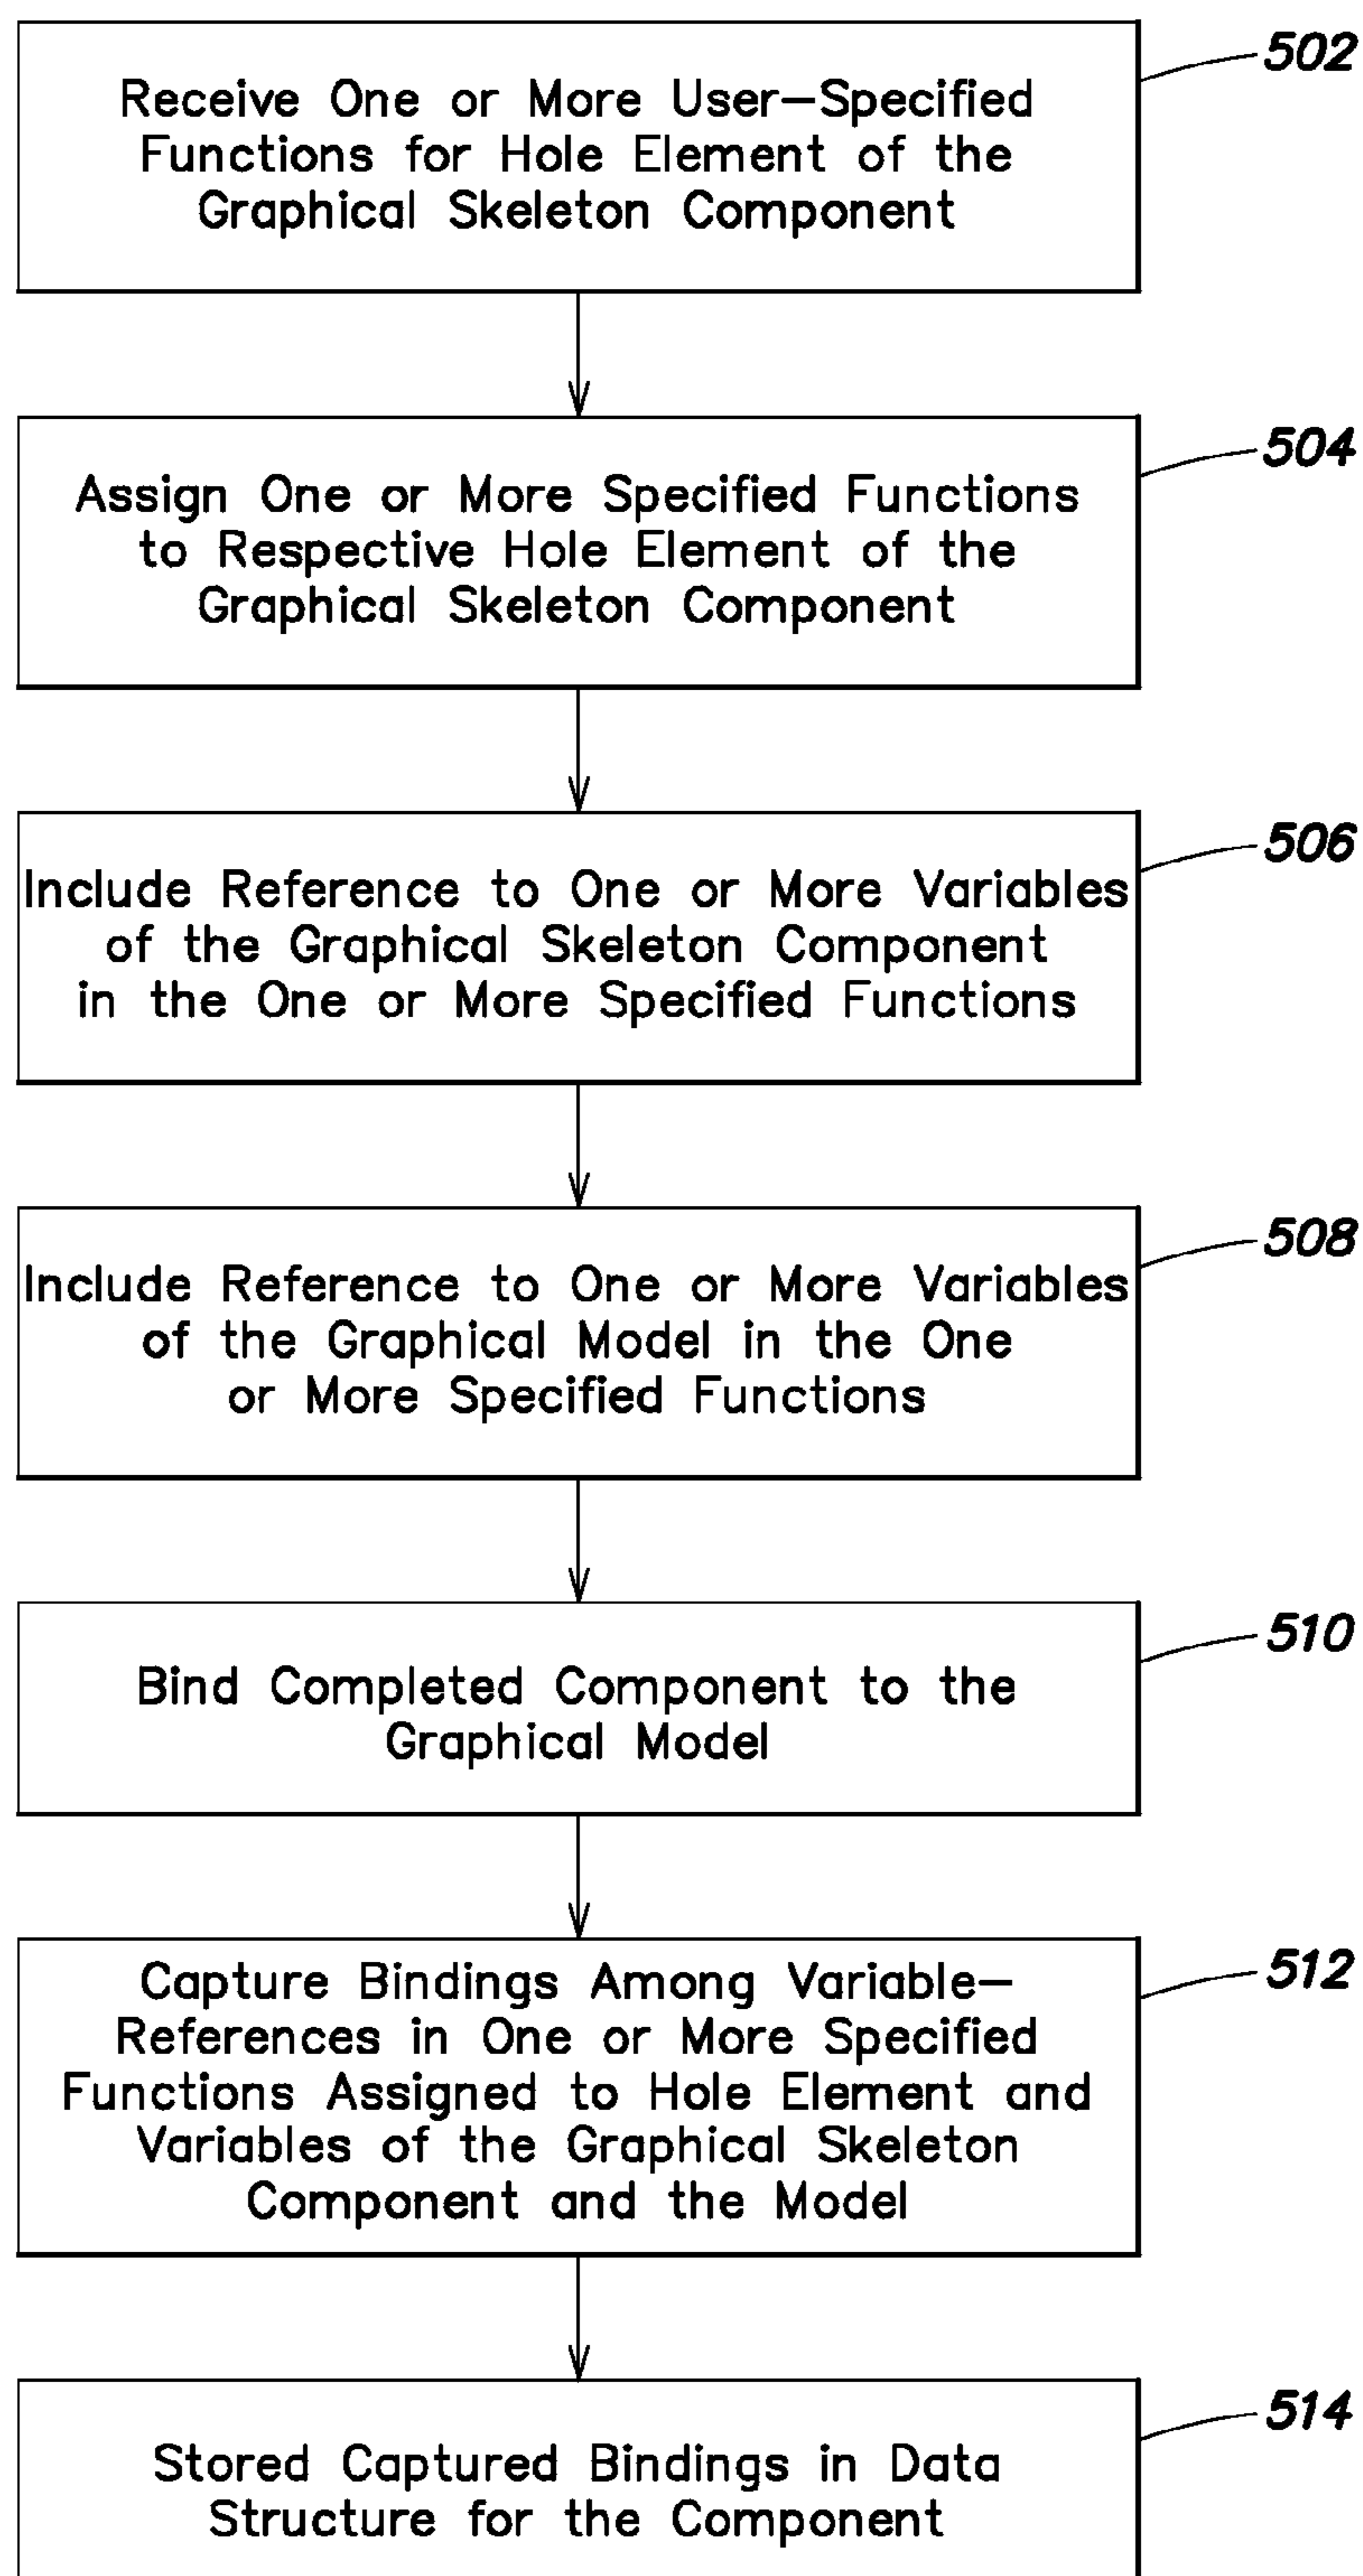 502
Receive One or More User-Specified
Functions for Hole Element of the
Graphical Skeleton Component
504
Assign One or More Specified Functions
to Respective Hole Element of the
Graphical Skeleton Component
506
Include Reference to One or More Variables
of the Graphical Skeleton Component
in the One or More Specified Functions
508
Include Reference to One or More Variables
of the Graphical Model in the One
or More Specified Functions
510
Bind Completed Component to the
Graphical Model
512
Capture Bindings Among Variable-
References in One or More Specified
Functions Assigned to Hole Element and
Variables of the Graphical Skeleton
Component and the Model
514
Stored Captured Bindings in Data
Structure for the Component